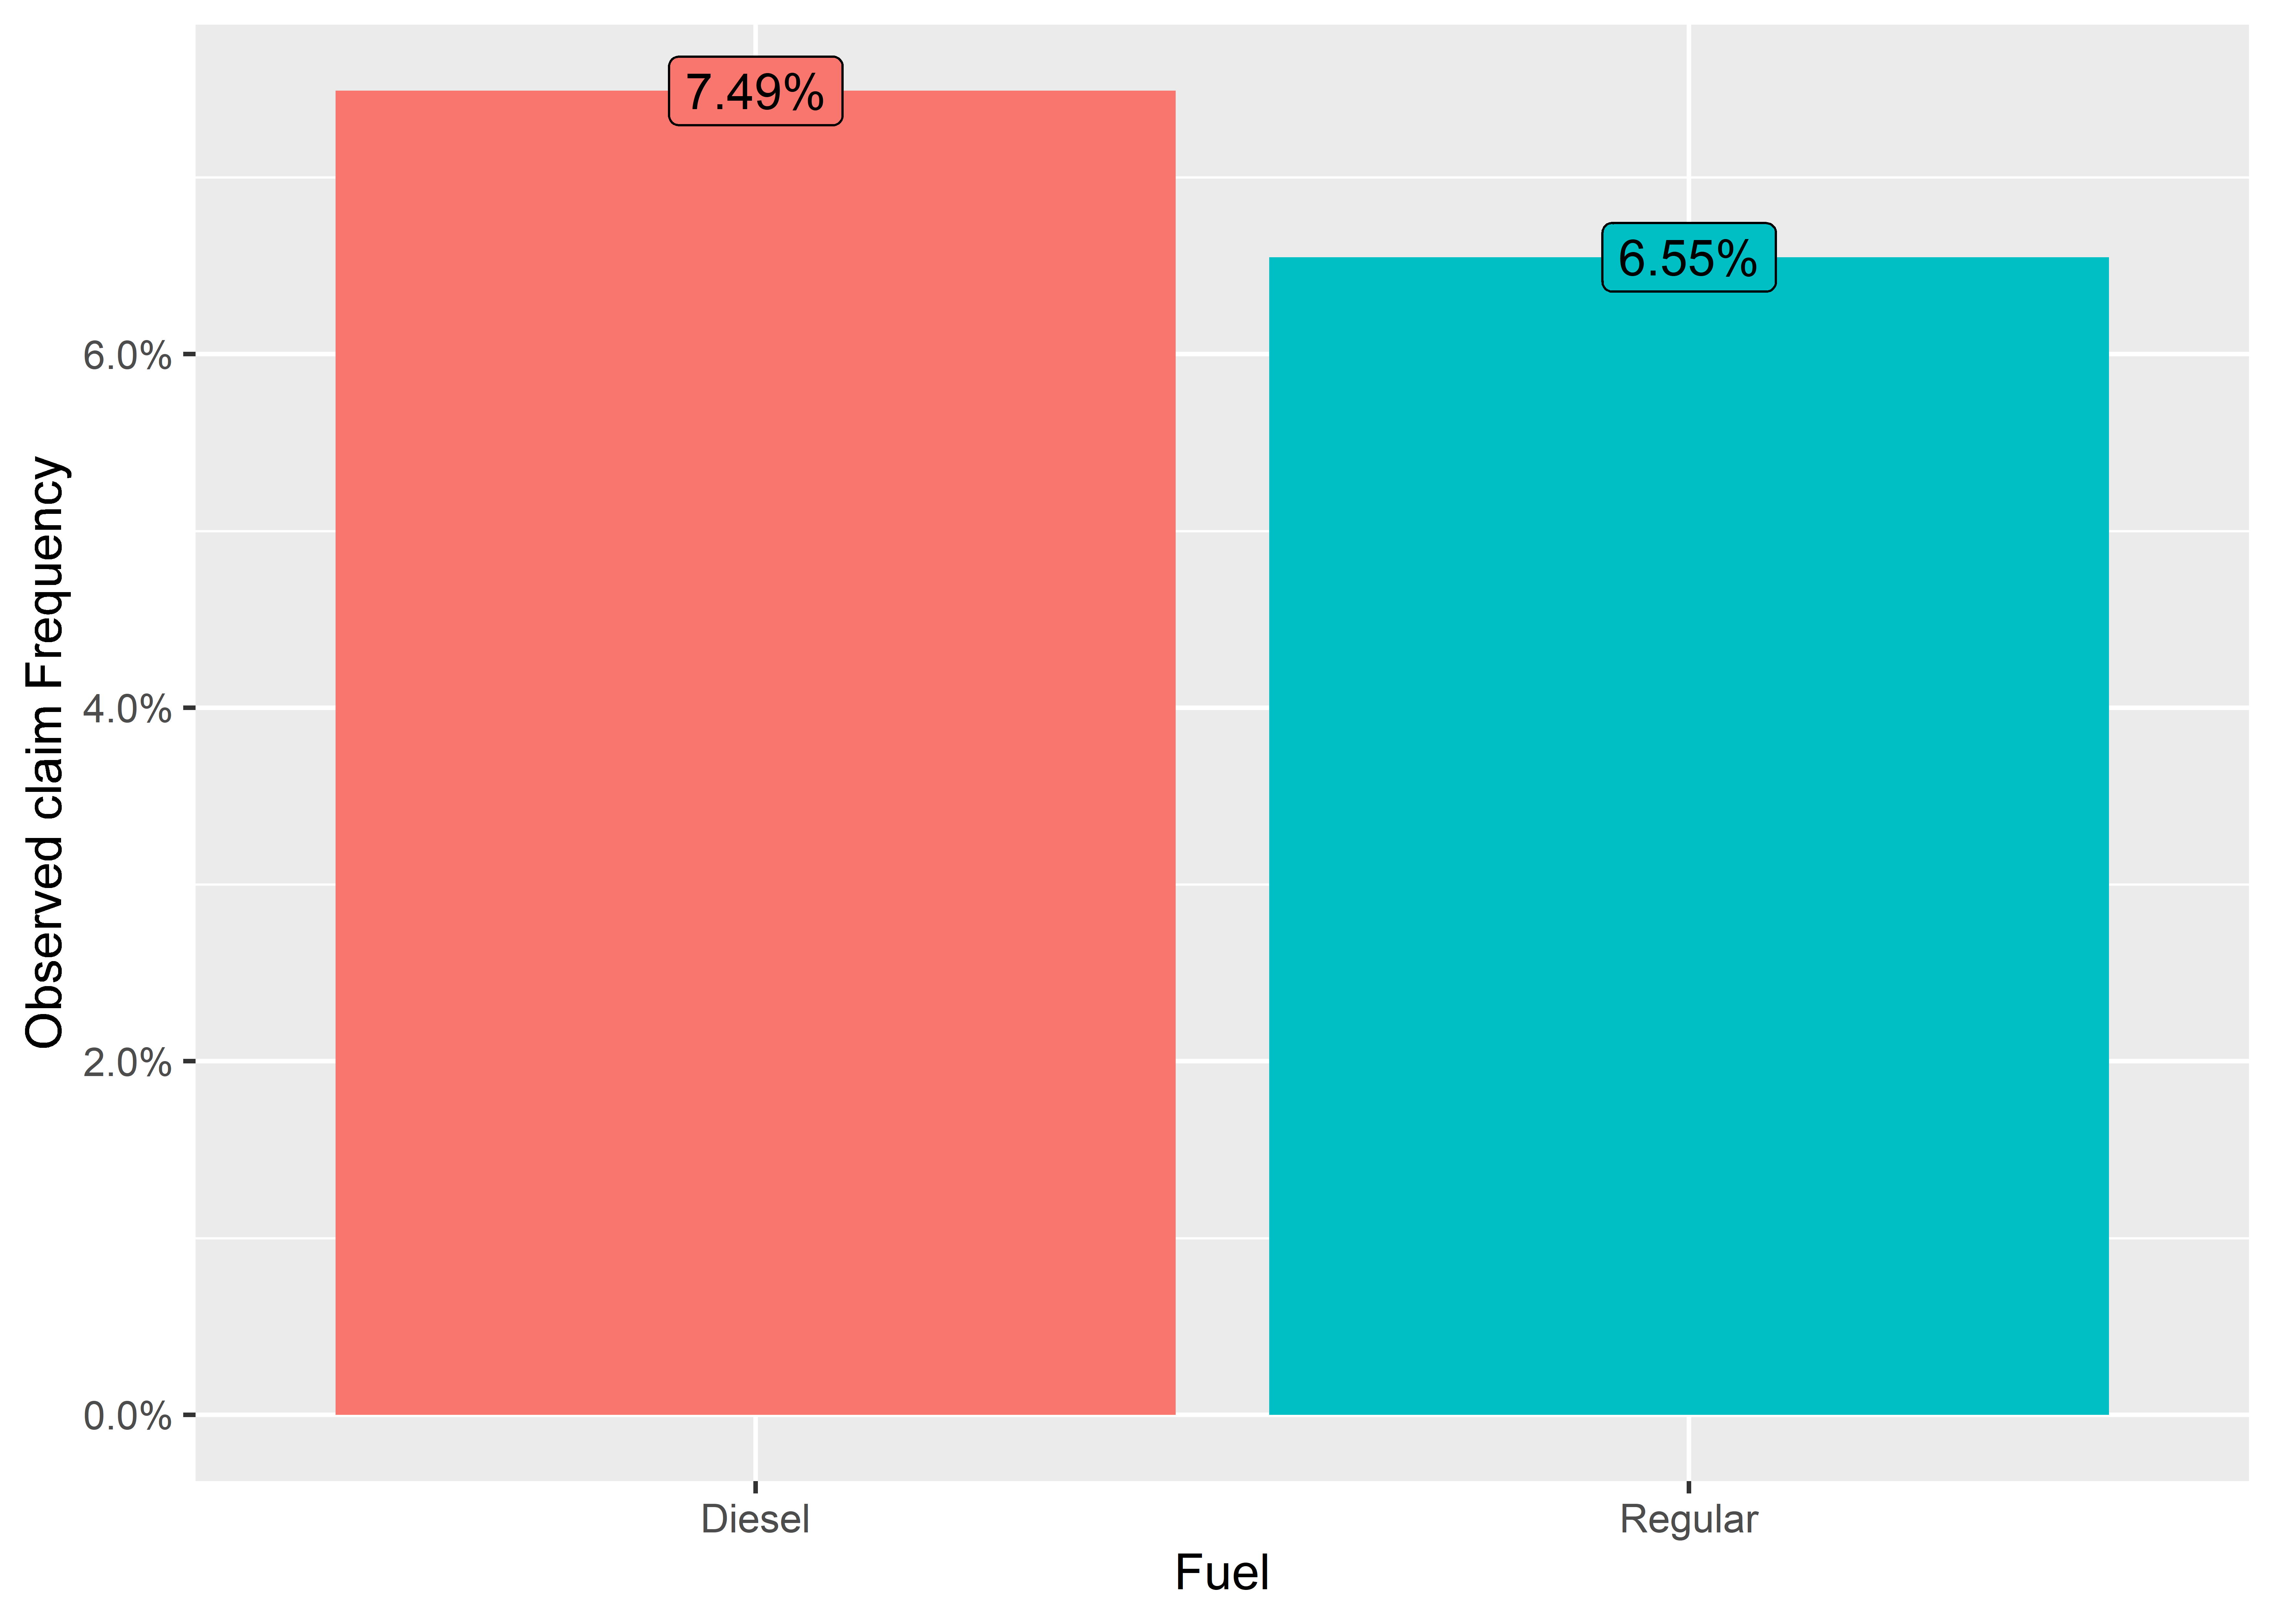 7.49%
6.55%
6.0%
4.0%
2.0%
0.0%
Observed claim Frequency
Diesel
Regular
Fuel